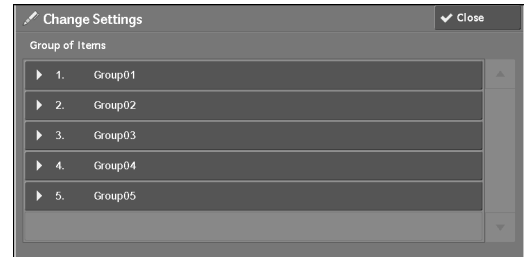 Change Settings
Close
Group of Items
1. Group01
2. Group02
3. Group03
4. Group04
5. Group05